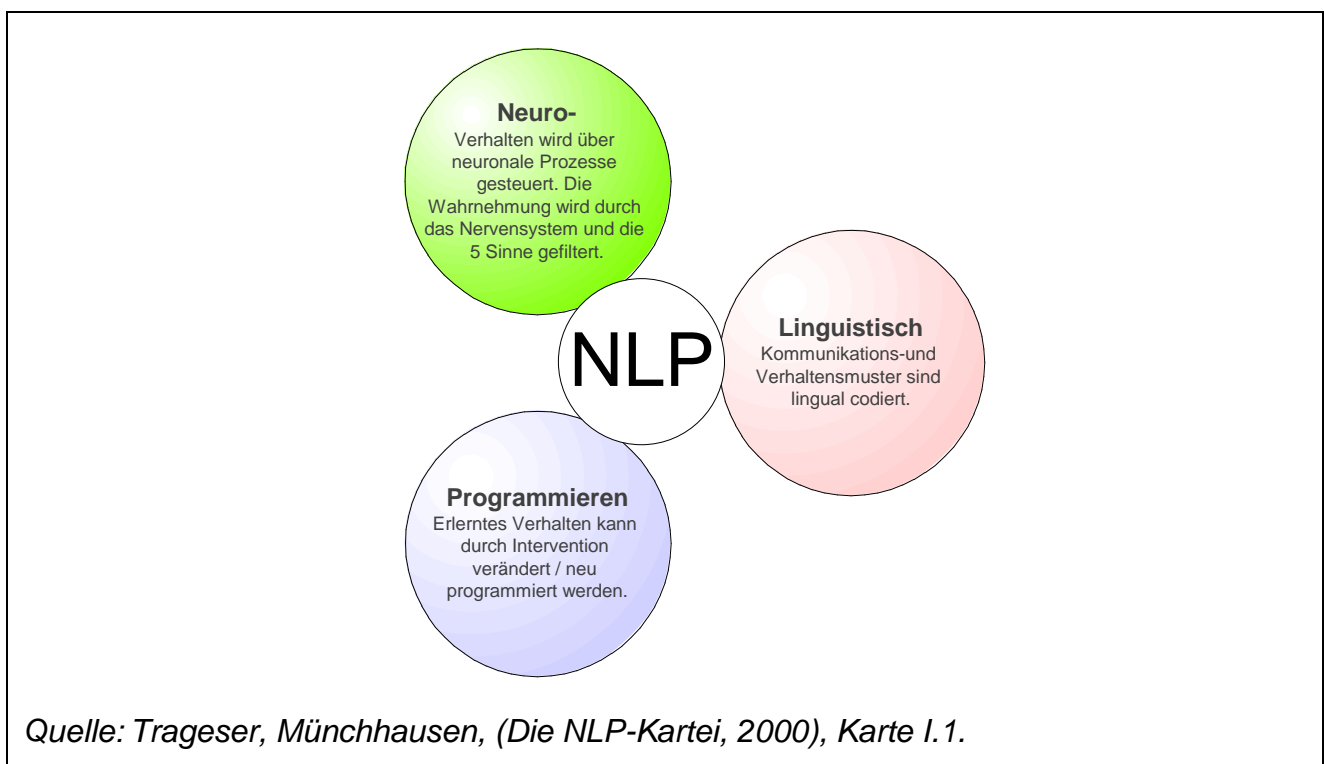 Neuro-
Verhalten wird über
neuronale Prozesse
gesteuert. Die
Wahrnehmung wird durch
das Nervensystem und die
5 Sinne gefiltert.
NLP
Linguistisch
Kommunikations-und
Verhaltensmuster sind
lingual codiert.
Programmieren
Erlerntes Verhalten kann
durch Intervention
verändert / neu
programmiert werden.
Quelle: Trageser, Münchhausen, (Die NLP-Kartei, 2000), Karte I.1.